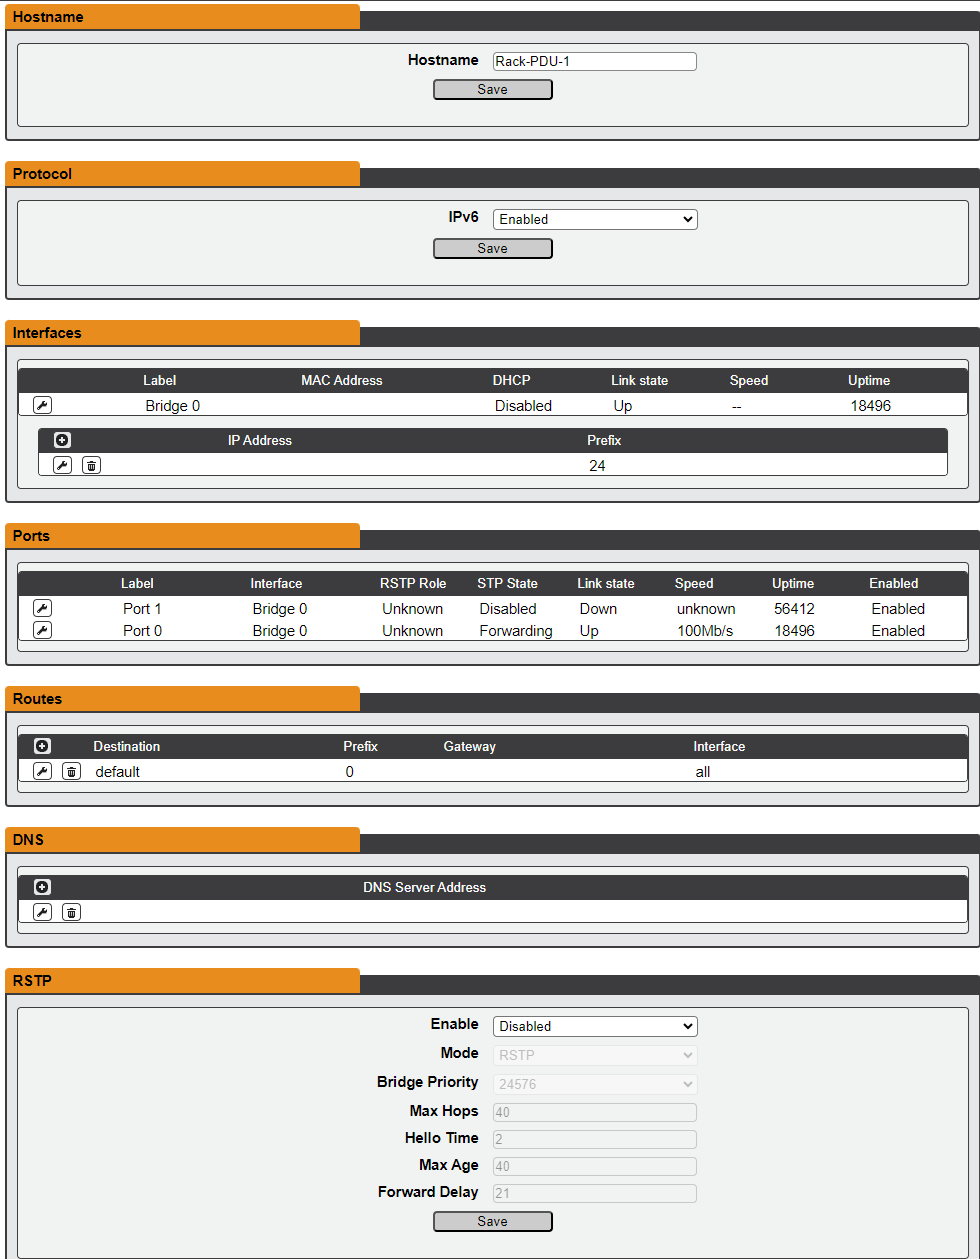 Hostname
Hostname Rack-PDU-1
Save
Protocol
IPv6 Enabled
Save
Interfaces
Label MAC Address DHCP Link state Speed Uptime
Bridge 0 Disabled Up -- 18496
IP Address Prefix
24
Ports
Label Interface RSTP Role STP State Link state Speed Uptime Enabled
Port 1 Bridge 0 Unknown Disabled Down unknown 56412 Enabled
Port 0 Bridge 0 Unknown Forwarding Up 100Mb/s 18496 Enabled
Routes
Destination Prefix Gateway Interface
default 0 all
DNS
DNS Server Address
RSTP
Enable Disabled
Mode RSTP
Bridge Priority 24576
Max Hops 40
Hello Time 2
Max Age 40
Forward Delay 21
Save